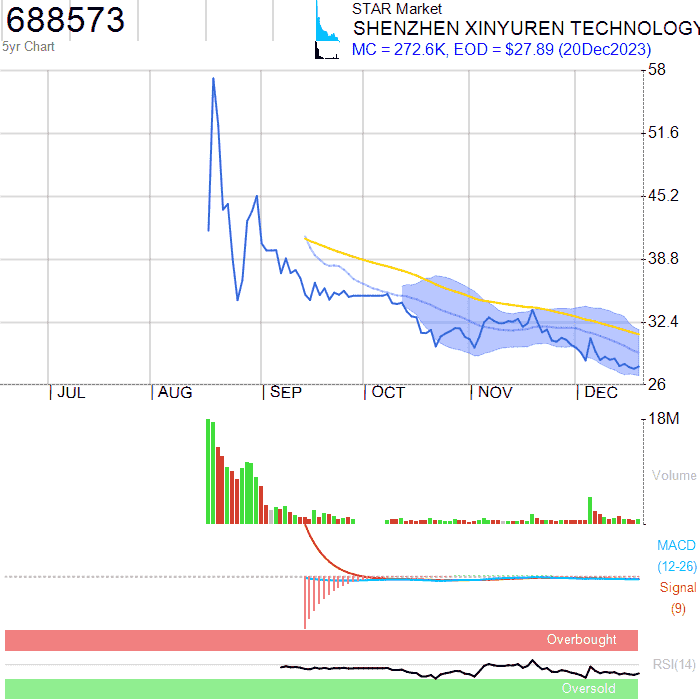 688573
STAR Market
SHENZHEN XINYUREN TECHNOLOGY
5yr Chart
MC = 272.6K, EOD = $27.89 (20Dec2023)
58
51.6
45.2
38.8
32.4
26
JUL AUG SEP OCT NOV DEC
18M
Volume
MACD
(12-26)
Signal
(9)
Overbought
RSI(14)
Oversold